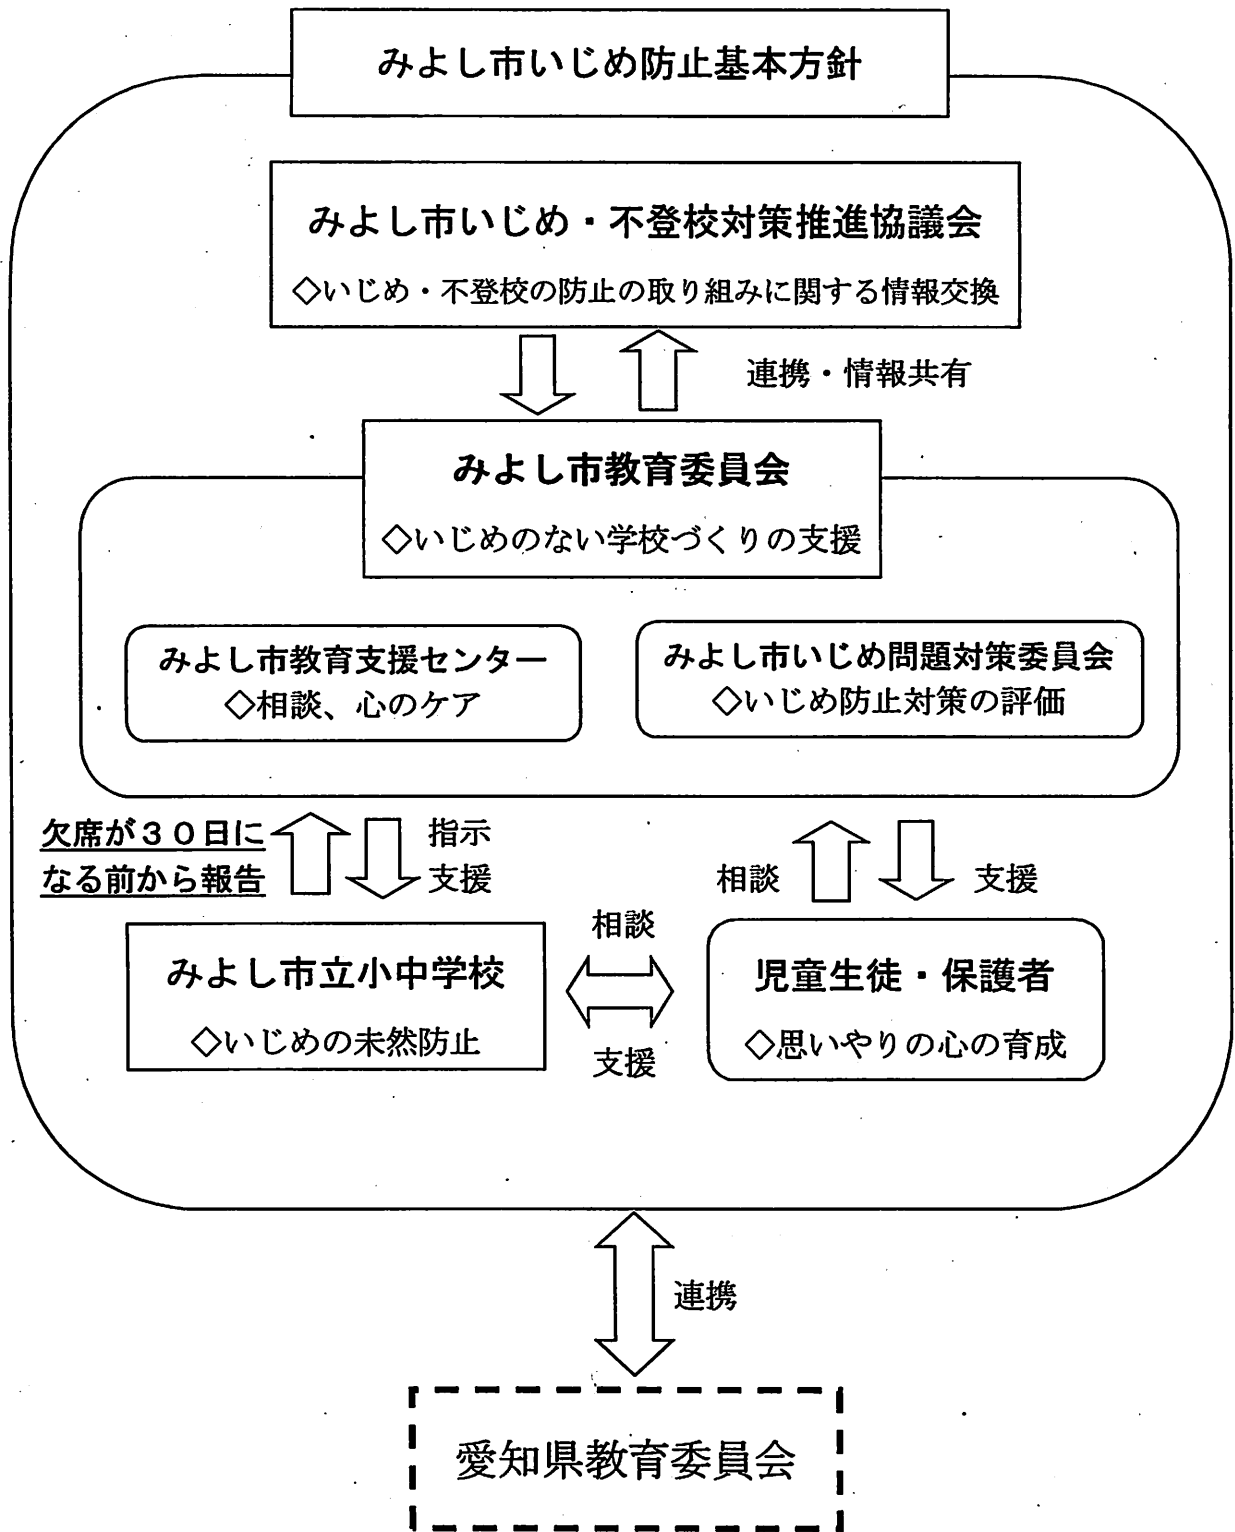 みよし市いじめ防止基本方針
みよし市いじめ・不登校対策推進協議会
◇いじめ・不登校の防止の取り組みに関する情報交換
連携・情報共有
みよし市教育委員会
◇いじめのない学校づくりの支援
みよし市教育支援センター
◇相談、心のケア
みよし市いじめ問題対策委員会
◇いじめ防止対策の評価
欠席が30日に
なる前から報告
指示
支援
相談
支援
みよし市立小中学校
◇いじめの未然防止
相談
支援
児童生徒・保護者
◇思いやりの心の育成
連携
愛知県教育委員会